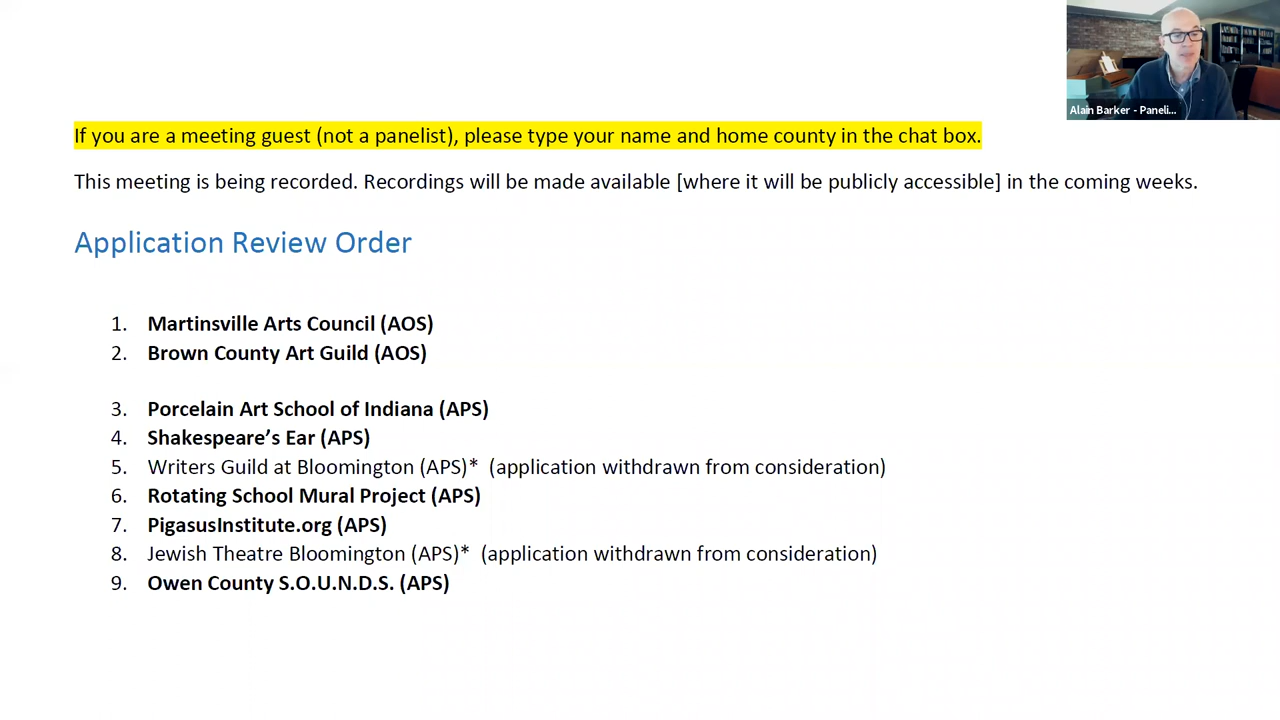 Alain Barker - Paneli...
If you are a meeting guest (not a panelist), please type your name and home county in the chat box.
This meeting is being recorded. Recordings will be made available [where it will be publicly accessible] in the coming weeks.
Application Review Order
1. Martinsville Arts Council (AOS)
2. Brown County Art Guild (AOS)
3. Porcelain Art School of Indiana (APS)
4. Shakespeare’s Ear (APS)
5. Writers Guild at Bloomington (APS)* (application withdrawn from consideration)
6. Rotating School Mural Project (APS)
7. PigasusInstitute.org (APS)
8. Jewish Theatre Bloomington (APS)* (application withdrawn from consideration)
9. Owen County S.O.U.N.D.S. (APS)